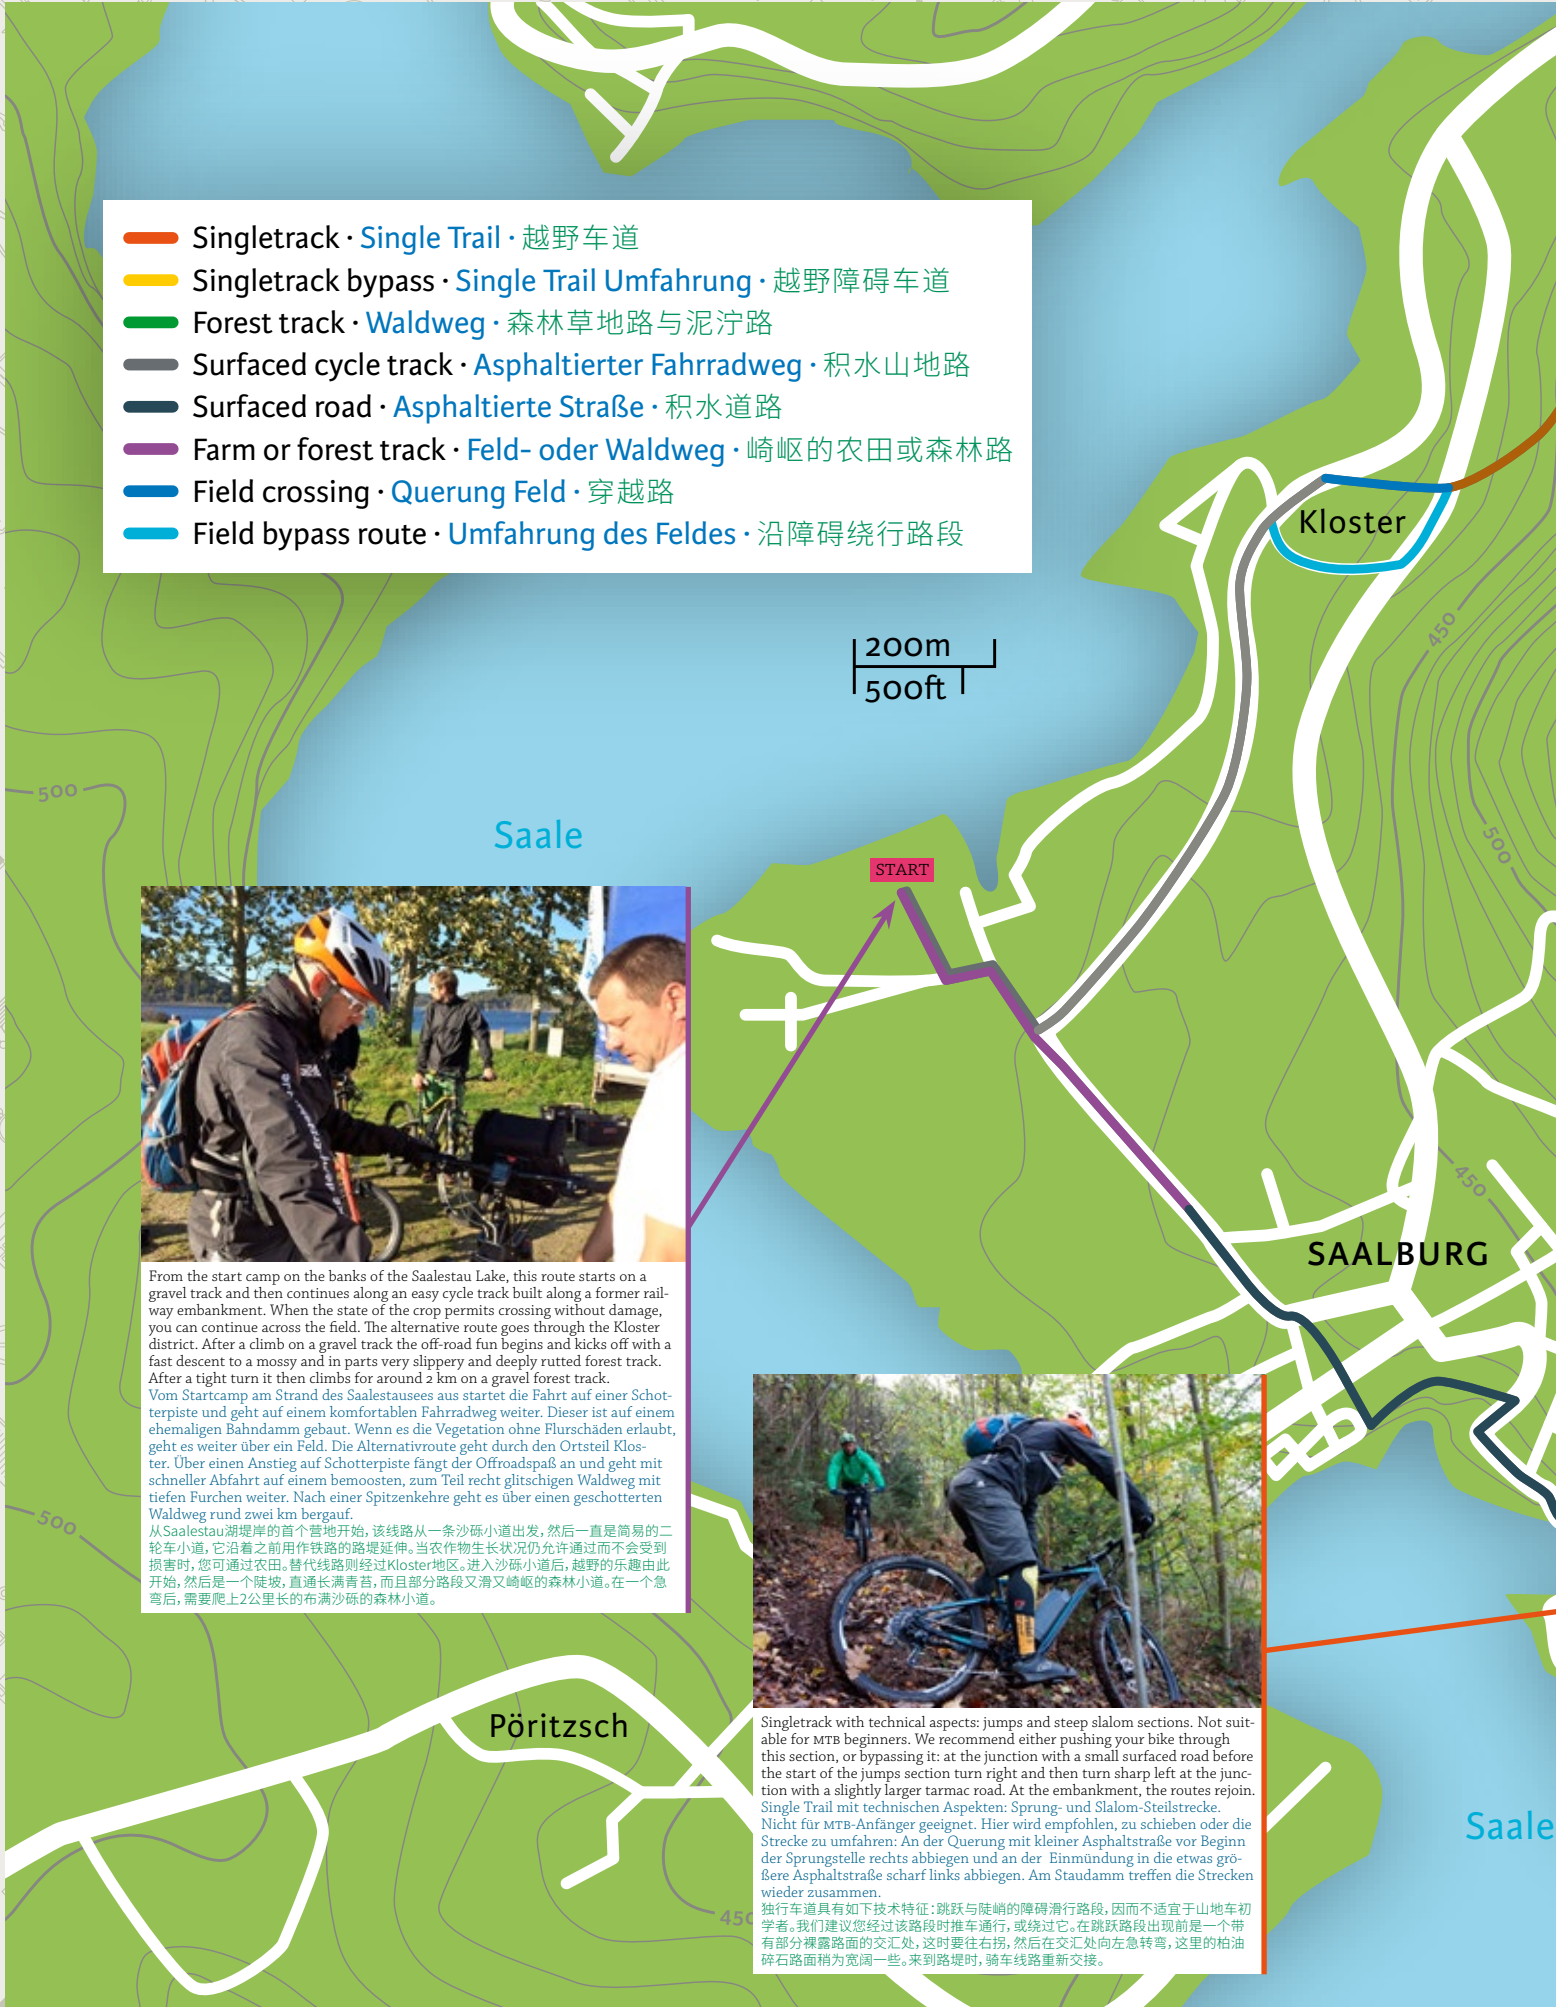 Singletrack · Single Trail · 越野车道
Singletrack bypass · Single Trail Umfahrung · 越野障碍车道
Forest track · Waldweg · 森林草地路与泥泞路
Surfaced cycle track · Asphaltierter Fahrradweg · 积水山地路
Surfaced road · Asphaltierte Straße · 积水道路
Farm or forest track · Feld- oder Waldweg · 崎岖的农田或森林路
Field crossing · Querung Feld · 穿越路
Field bypass route · Umfahrung des Feldes · 沿障碍绕行路段
Kloster
450
200m
500ft
500
Saale
500
START
450
SAALBURG
From the start camp on the banks of the Saalestau Lake, this route starts on a
gravel track and then continues along an easy cycle track built along a former rail-
way embankment. When the state of the crop permits crossing without damage,
you can continue across the field. The alternative route goes through the Kloster
district. After a climb on a gravel track the off-road fun begins and kicks off with a
fast descent to a mossy and in parts very slippery and deeply rutted forest track.
After a tight turn it then climbs for around 2 km on a gravel forest track.
Vom Startcamp am Strand des Saalestausees aus startet die Fahrt auf einer Schot-
terpiste und geht auf einem komfortablen Fahrradweg weiter. Dieser ist auf einem
ehemaligen Bahndamm gebaut. Wenn es die Vegetation ohne Flurschäden erlaubt,
geht es weiter über ein Feld. Die Alternativroute geht durch den Ortsteil Klos-
ter. Über einen Anstieg auf Schotterpiste fängt der Offroadspaß an und geht mit
schneller Abfahrt auf einem bemoosten, zum Teil recht glitschigen Waldweg mit
tiefen Furchen weiter. Nach einer Spitzenkehre geht es über einen geschotterten
Waldweg rund zwei km bergauf.
从Saalestau湖堤岸的首个营地开始，该线路从一条沙砾小道出发，然后一直是简易的二
轮车小道，它沿着之前用作铁路的路堤延伸。当农作物生长状况仍允许通过而不会受到
损害时，您可通过农田。替代线路则经过Kloster地区。进入沙砾小道后，越野的乐趣由此
开始，然后是一个陡坡，直通长满青苔，而且部分路段又滑又崎岖的森林小道。在一个急
弯后，需要爬上2公里长的布满沙砾的森林小道。
500
Pöritzsch
Singletrack with technical aspects: jumps and steep slalom sections. Not suit-
able for MTB beginners. We recommend either pushing your bike through
this section, or bypassing it: at the junction with a small surfaced road before
the start of the jumps section turn right and then turn sharp left at the junc-
tion with a slightly larger tarmac road. At the embankment, the routes rejoin.
Single Trail mit technischen Aspekten: Sprung- und Slalom-Steilstrecke.
Nicht für MTB-Anfänger geeignet. Hier wird empfohlen, zu schieben oder die
Strecke zu umfahren: An der Querung mit kleiner Asphaltstraße vor Beginn
der Sprungstelle rechts abbiegen und an der Einmündung in die etwas grö-
ßere Asphaltstraße scharf links abbiegen. Am Staudamm treffen die Strecken
wieder zusammen.
独行车道具有如下技术特征：跳跃与陡峭的障碍滑行路段，因而不适宜于山地车初
学者。我们建议您经过该路段时推车通行，或绕过它。在跳跃路段出现前是一个带
有部分裸露路面的交汇处，这时要往右拐，然后在交汇处向左急转弯，这里的柏油
碎石路面稍为宽阔一些。来到路堤时，骑车线路重新交接。
Saale
450